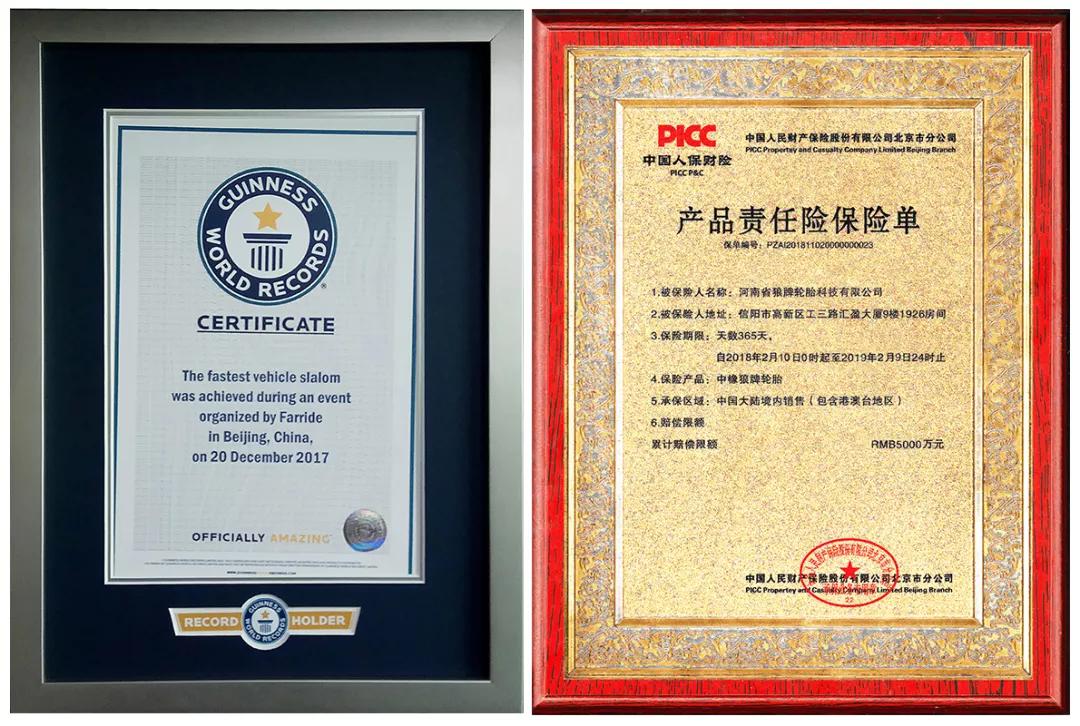 GUINNESS
WORLD RECORDS
CERTIFICATE
The fastest vehicle slalom
was achieved during an event
organized by Farride
in Beijing, China,
on 20 December 2017
OFFICIALLY AMAZING
RECORD
GUINNESS
WORLD RECORDS
HOLDER
PICC
中国人保财险
PICC P&C
中国人民财产保险股份有限公司北京市分公司
PICC Propertey and Casualty Company Limited Beijing Branch
产品责任险保险单
保单编号：PZAI201811020000000023
1.被保险人名称：河南省狼牌轮胎科技有限公司
2.被保险人地址：信阳市高新区工三路汇盈大厦9楼1926房间
3.保险期限：天数365天。
自2018年2月10日0时起至2019年2月9日24时止
4.保险产品：中橡狼牌轮胎
5.承保区域：中国大陆境内销售（包含港澳台地区）
6.赔偿限额
累计赔偿限额 RMB5000万元
中国人民财产保险股份有限公司北京市分公司
PICC Propertey and Casualty Company Limited Beijing Branch
22